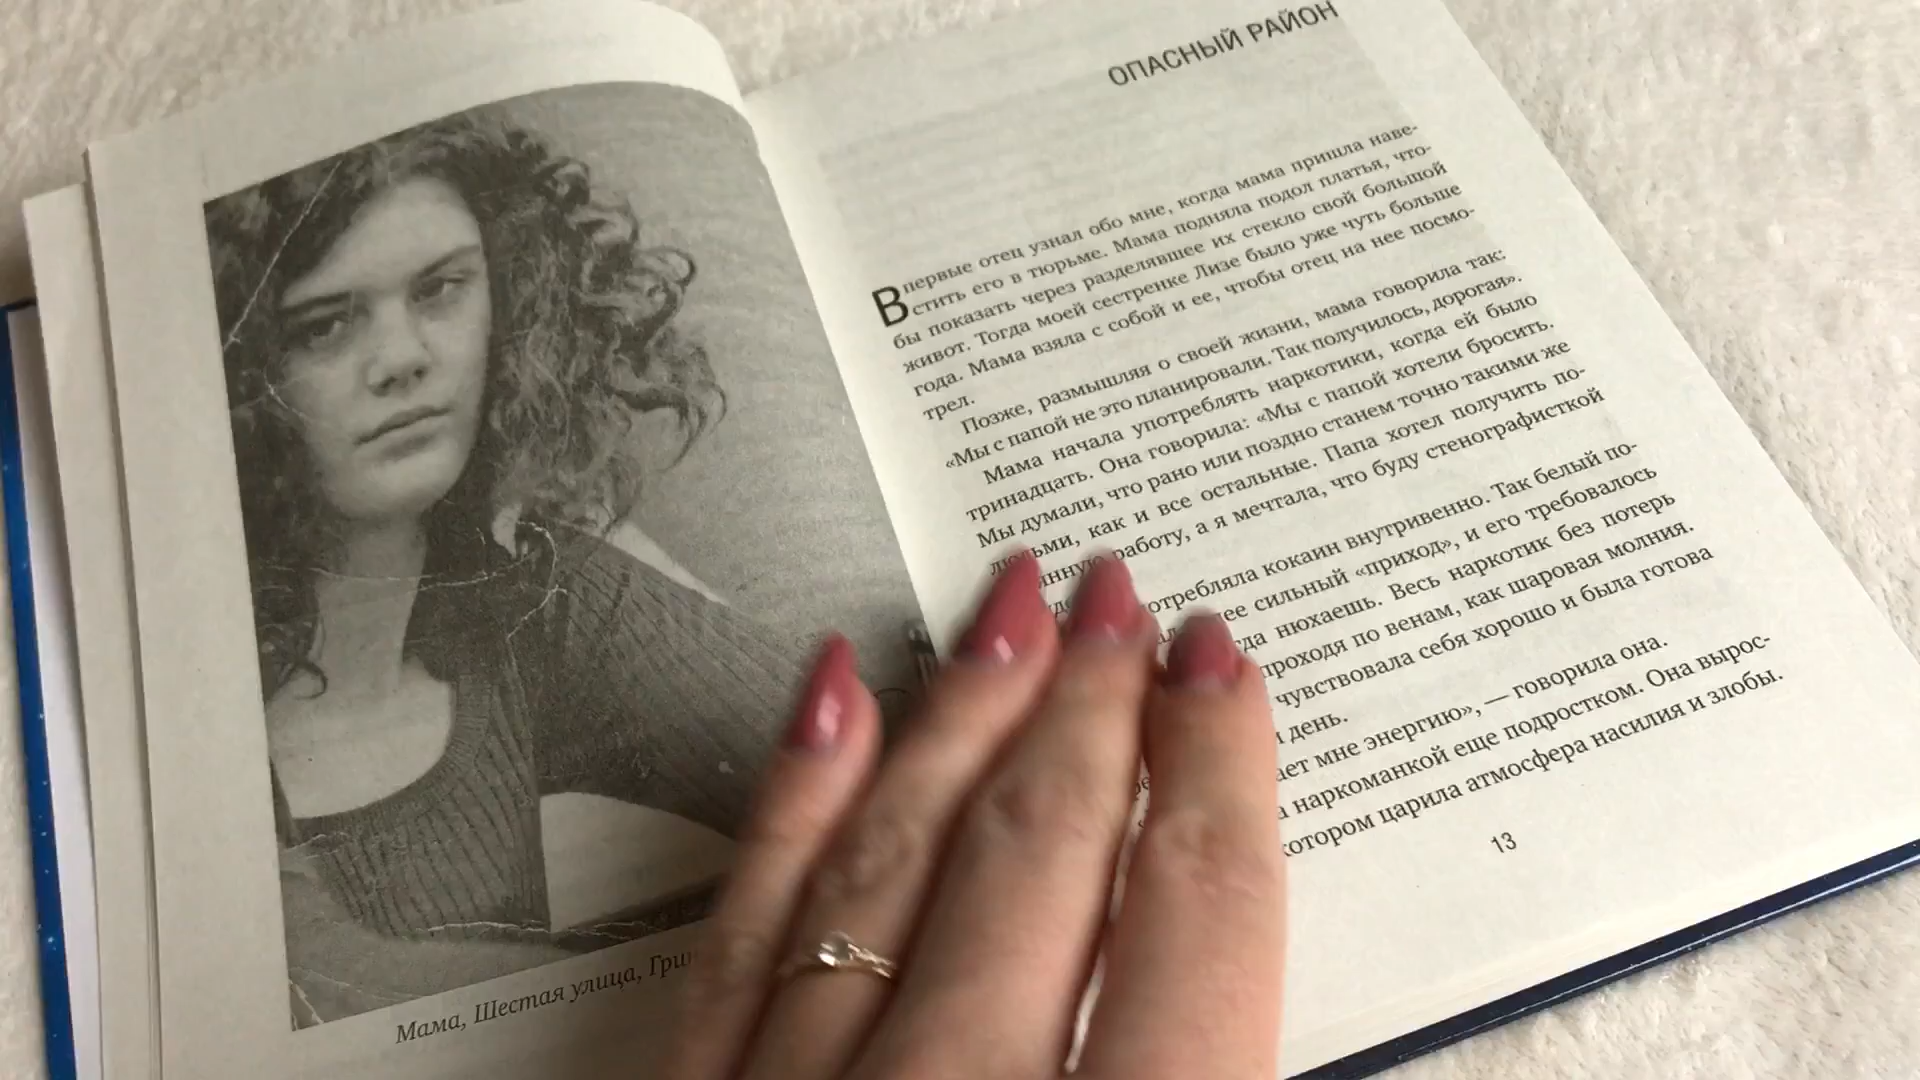 Мама, Шестая улица,
ОПАСНЫЙ РАЙОН
Впервые отец узнал обо мне, когда мама пришла наве-
стить его в тюрьме. Мама подняла подол платья, что-
бы показать через разделявшее их стекло свой большой
живот. Тогда моей сестренке Лизе было уже чуть больше
года. Мама взяла с собой и ее, чтобы отец на нее посмо-
трел.
Позже, размышляя о своей жизни, мама говорила так:
«Мы с папой не это планировали. Так получилось, дорогая».
Мама начала употреблять наркотики, когда ей было
тринадцать. Она говорила: «Мы с папой хотели бросить.
Мы думали, что рано или поздно станем точно такими же
людьми, как и все остальные. Папа хотел получить по-
работу, а я мечтала, что буду стенографисткой
потребляла кокаин внутривенно. Так белый по-
сильный «приход», и его требовалось
нюхаешь. Весь наркотик без потерь
проходя по венам, как шаровая молния.
чувствовала себя хорошо и была готова
день.
мне энергию», — говорила она.
наркоманкой еще подростком. Она вырос-
котором царила атмосфера насилия и злобы.
13